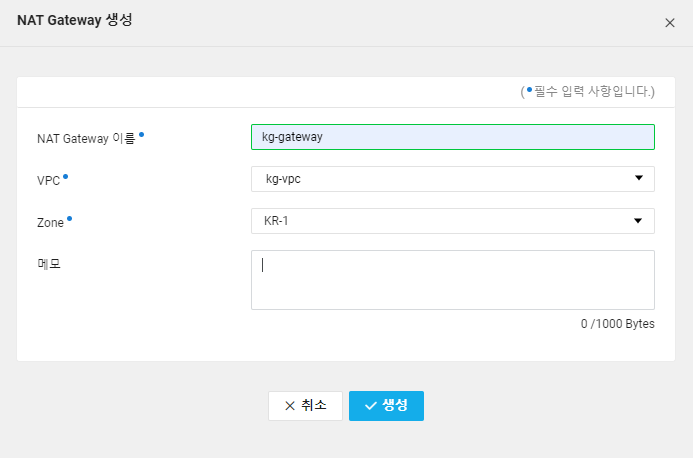 NAT Gateway 생성
(•필수 입력 사항입니다.)
NAT Gateway 이름• kg-gateway
VPC• kg-vpc
Zone• KR-1
메모
0 /1000 Bytes
취소 생성